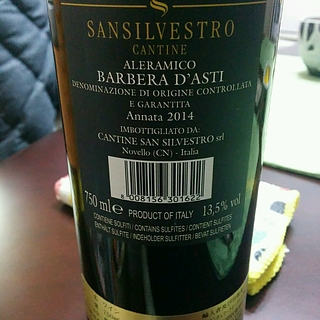 SANSILVESTRO
CANTINE
ALERAMICO
BARBERA D'ASTI
DENOMINAZIONE DI ORIGINE CONTROLLATA
E GARANTITA
Annata 2014
IMBOTTIGLIATO DA:
CANTINE SAN SILVESTRO srl
Novello (CN) - Italia
8 008156 301622
750 ml e PRODUCT OF ITALY 13,5% vol
CONTIENE SOLFITI / CONTAINS SULFITES / CONTIENT SULFITES
ENTHÄLT SULFITE / INDEHOLDER SULFITTER / BEVAT SULFIETEN